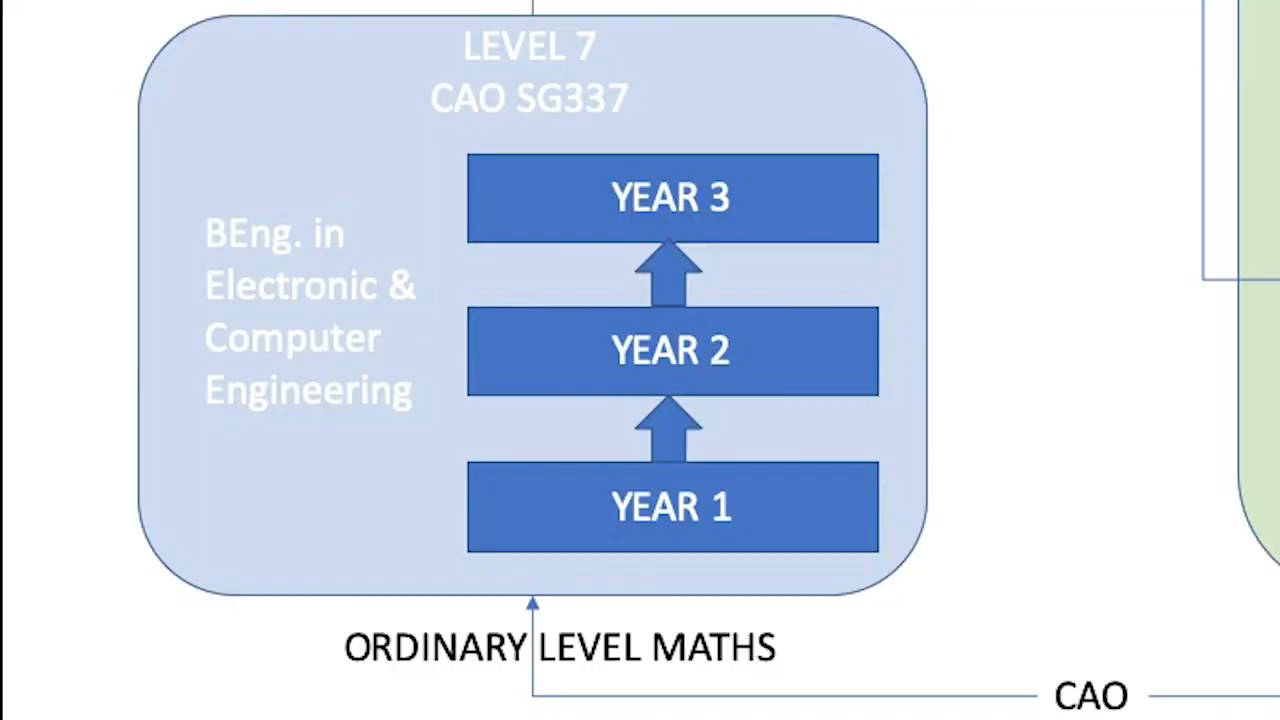 LEVEL 7
CAO SG337
YEAR 3
BEng. in
Electronic &
Computer
Engineering
YEAR 2
YEAR 1
ORDINARY LEVEL MATHS
CAO